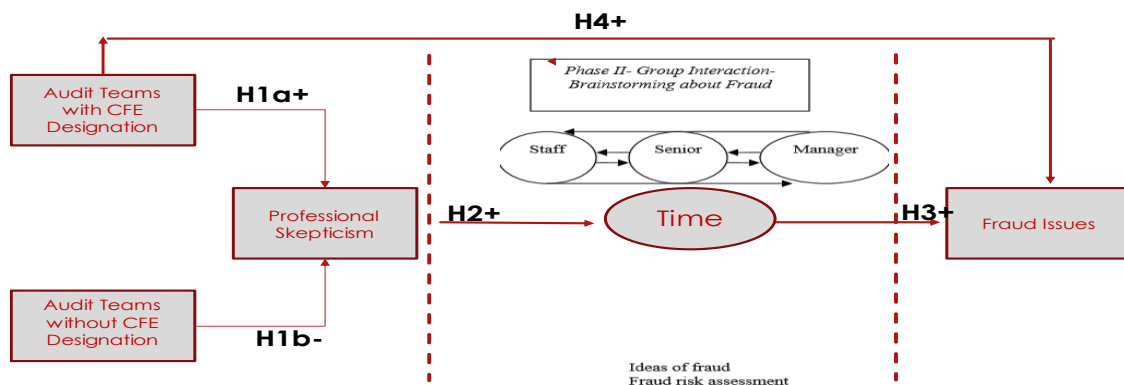 H4+
Audit Teams
with CFE
Designation
H1a+
Phase II- Group Interaction-
Brainstorming about Fraud
Staff
Senior
Manager
Professional
Skepticism
H2+
Time
H3+
Fraud Issues
Audit Teams
without CFE
Designation
H1b-
Ideas of fraud
Fraud risk assessment